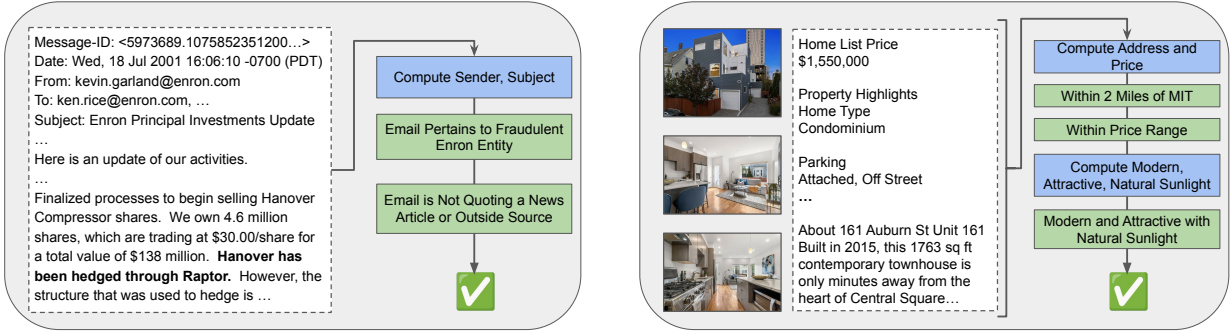 Message-ID: <5973689.1075852351200…>
Date: Wed, 18 Jul 2001 16:06:10 -0700 (PDT)
From: kevin.garland@enron.com
To: ken.rice@enron.com, …
Subject: Enron Principal Investments Update
…
Here is an update of our activities.
…
Finalized processes to begin selling Hanover
Compressor shares. We own 4.6 million
shares, which are trading at $30.00/share for
a total value of $138 million. Hanover has
been hedged through Raptor. However, the
structure that was used to hedge is …
Compute Sender, Subject
Email Pertains to Fraudulent
Enron Entity
Email is Not Quoting a News
Article or Outside Source
Home List Price
$1,550,000
Property Highlights
Home Type
Condominium
Parking
Attached, Off Street
…
About 161 Auburn St Unit 161
Built in 2015, this 1763 sq ft
contemporary townhouse is
only minutes away from the
heart of Central Square…
Compute Address and
Price
Within 2 Miles of MIT
Within Price Range
Compute Modern,
Attractive, Natural Sunlight
Modern and Attractive with
Natural Sunlight